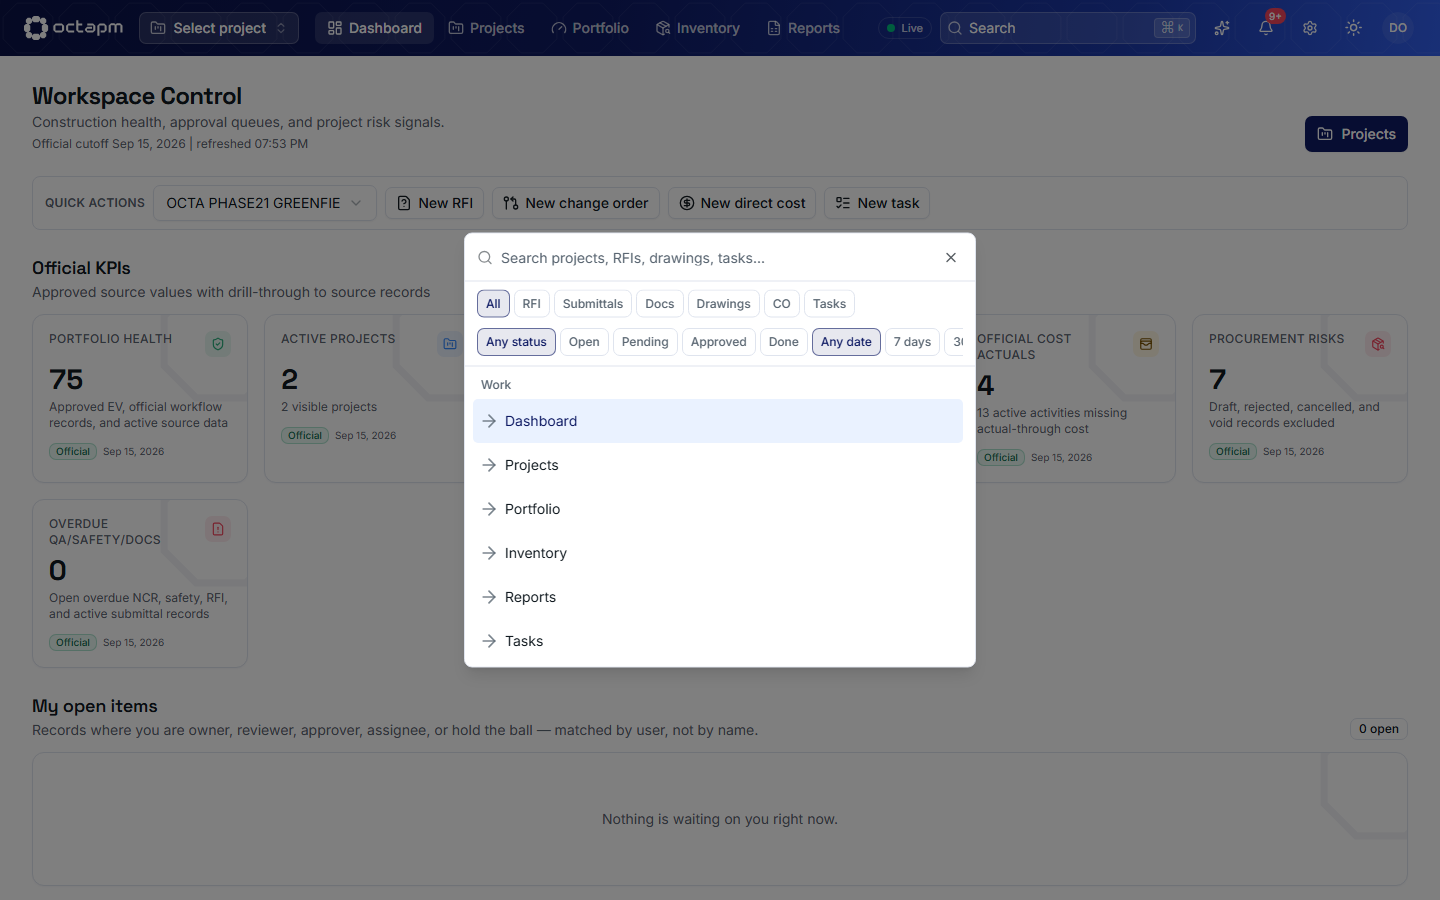 octapm
Select project
Dashboard
Projects
Portfolio
Inventory
Reports
Live
Search
⌘ K
9+
DO
Workspace Control
Construction health, approval queues, and project risk signals.
Official cutoff Sep 15, 2026 | refreshed 07:53 PM
Projects
QUICK ACTIONS
OCTA PHASE21 GREENFIE
New RFI
New change order
New direct cost
New task
Official KPIs
Approved source values with drill-through to source records
PORTFOLIO HEALTH
75
Approved EV, official workflow
records, and active source data
Official Sep 15, 2026
ACTIVE PROJECTS
2
2 visible projects
Official Sep 15, 2026
OFFICIAL COST
ACTUALS
4
13 active activities missing
actual-through cost
Official Sep 15, 2026
PROCUREMENT RISKS
7
Draft, rejected, cancelled, and
void records excluded
Official Sep 15, 2026
OVERDUE
QA/SAFETY/DOCS
0
Open overdue NCR, safety, RFI,
and active submittal records
Official Sep 15, 2026
Search projects, RFIs, drawings, tasks...
All RFI Submittals Docs Drawings CO Tasks
Any status Open Pending Approved Done Any date 7 days
Work
Dashboard
Projects
Portfolio
Inventory
Reports
Tasks
My open items
Records where you are owner, reviewer, approver, assignee, or hold the ball — matched by user, not by name.
0 open
Nothing is waiting on you right now.